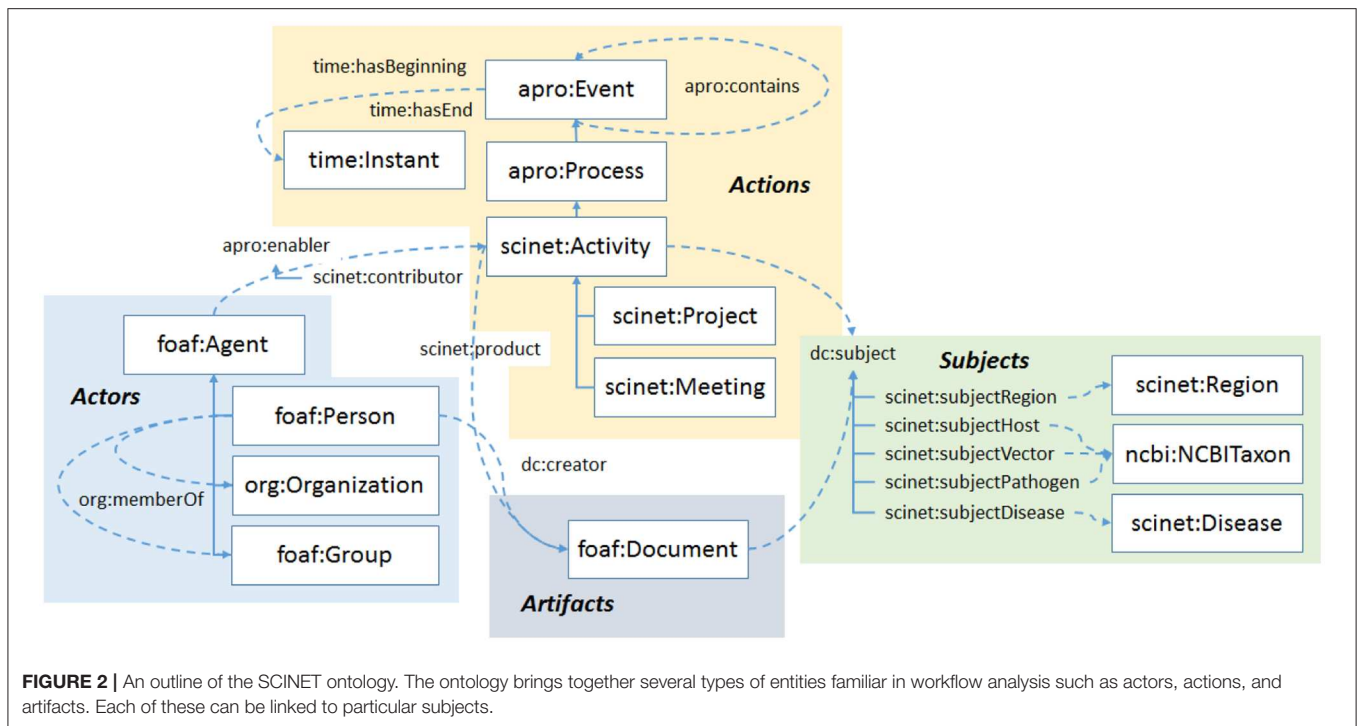 time:hasBeginning
time:hasEnd
apro:Event
apro:contains
time:Instant
apro:Process
Actions
apro:enabler
scinet:contributor
scinet:Activity
scinet:Project
scinet:Meeting
scinet:product
foaf:Agent
Actors
foaf:Person
org:Organization
org:memberOf
foaf:Group
dc:creator
foaf:Document
Artifacts
dc:subject
Subjects
scinet:subjectRegion
scinet:subjectHost
scinet:subjectVector
scinet:subjectPathogen
scinet:subjectDisease
scinet:Region
ncbi:NCBITaxon
scinet:Disease
FIGURE 2 | An outline of the SCINET ontology. The ontology brings together several types of entities familiar in workflow analysis such as actors, actions, and
artifacts. Each of these can be linked to particular subjects.